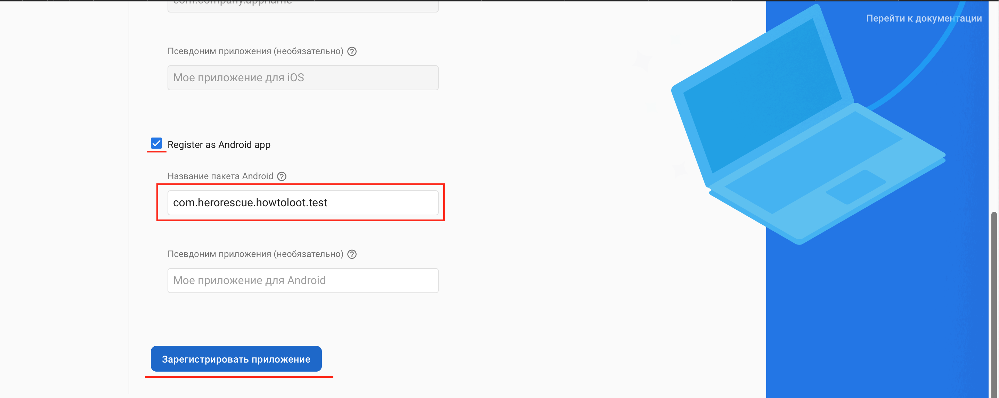 com.company.appname
Перейти к документации
Псевдоним приложения (необязательно) ?
Мое приложение для iOS
Register as Android app
Название пакета Android ?
com.herorescue.howtoloot.test
Псевдоним приложения (необязательно) ?
Мое приложение для Android
Зарегистрировать приложение